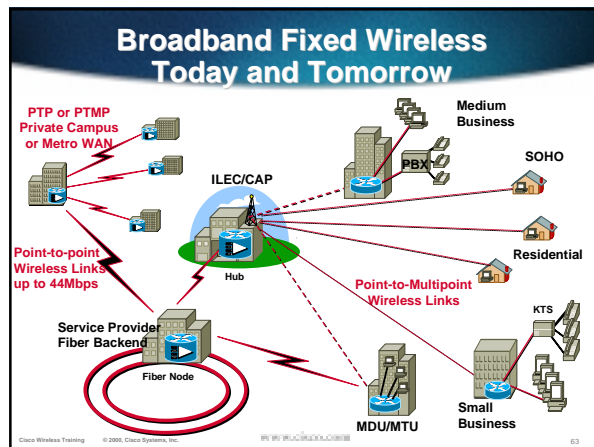 Broadband Fixed Wireless
Today and Tomorrow
PTP or PTMP
Private Campus
or Metro WAN
Medium
Business
PBX
SOHO
ILEC/CAP
Hub
Residential
Point-to-point
Wireless Links
up to 44Mbps
Point-to-Multipoint
Wireless Links
Service Provider
Fiber Backend
Fiber Node
KTS
MDU/MTU
Small
Business
Cisco Wireless Training
© 2000, Cisco Systems, Inc.
63